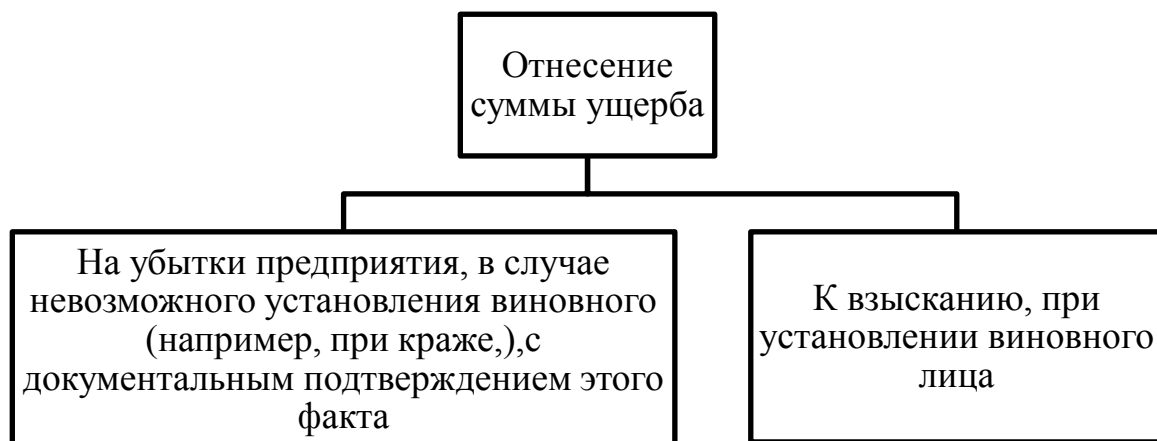 Отнесение
суммы ущерба
На убытки предприятия, в случае
невозможного установления виновного
(например, при краже,),с
документальным подтверждением этого
факта
К взысканию, при
установлении виновного
лица